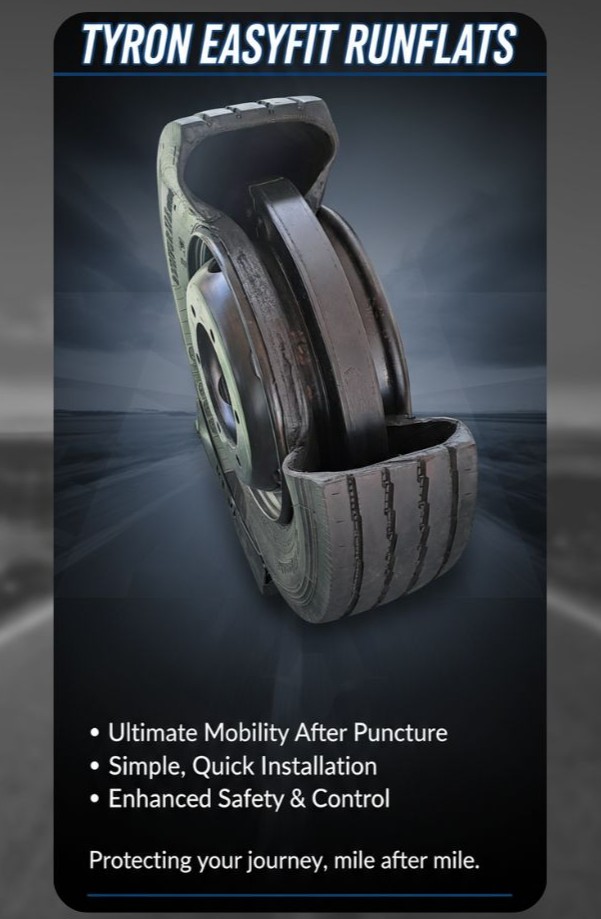 TYRON EASYFIT RUNFLATS
• Ultimate Mobility After Puncture
• Simple, Quick Installation
• Enhanced Safety & Control
Protecting your journey, mile after mile.